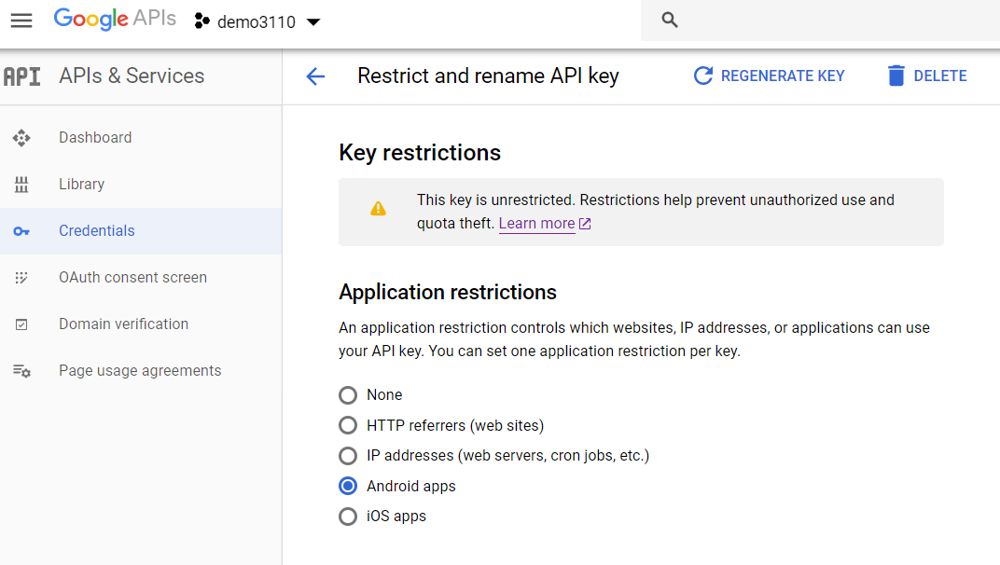 Google APIs
demo3110
API
APIs & Services
Restrict and rename API key
REGENERATE KEY
DELETE
Dashboard
Library
Credentials
OAuth consent screen
Domain verification
Page usage agreements
Key restrictions
This key is unrestricted. Restrictions help prevent unauthorized use and
quota theft. Learn more
Application restrictions
An application restriction controls which websites, IP addresses, or applications can use
your API key. You can set one application restriction per key.
None
HTTP referrers (web sites)
IP addresses (web servers, cron jobs, etc.)
Android apps
iOS apps